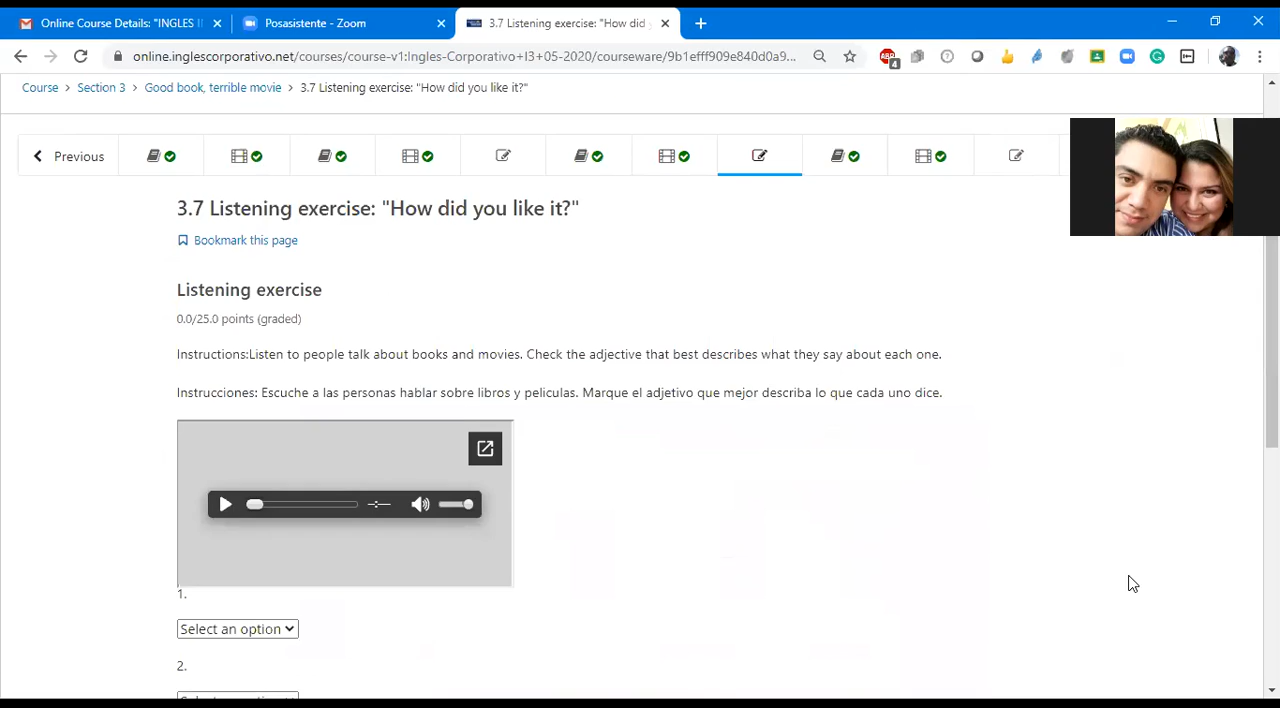 Online Course Details: "INGLES I
Posasistente - Zoom
3.7 Listening exercise: "How did
online.inglescorporativo.net/courses/course-v1:Ingles-Corporativo+I3+05-2020/courseware/9b1efff909e840d0a9...
4
Course > Section 3 > Good book, terrible movie > 3.7 Listening exercise: "How did you like it?"
Previous
3.7 Listening exercise: "How did you like it?"
Bookmark this page
Listening exercise
0.0/25.0 points (graded)
Instructions:Listen to people talk about books and movies. Check the adjective that best describes what they say about each one.
Instrucciones: Escuche a las personas hablar sobre libros y peliculas. Marque el adjetivo que mejor describa lo que cada uno dice.
1.
Select an option
2.